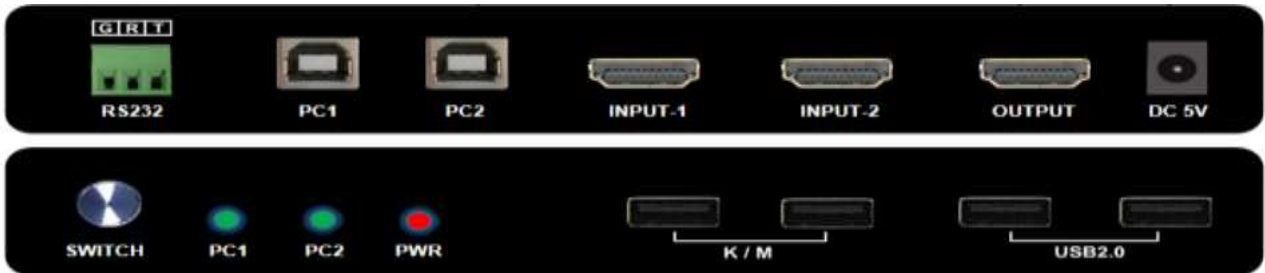 G R T
RS232 PC1 PC2 INPUT-1 INPUT-2 OUTPUT DC 5V
SWITCH PC1 PC2 PWR K / M USB2.0